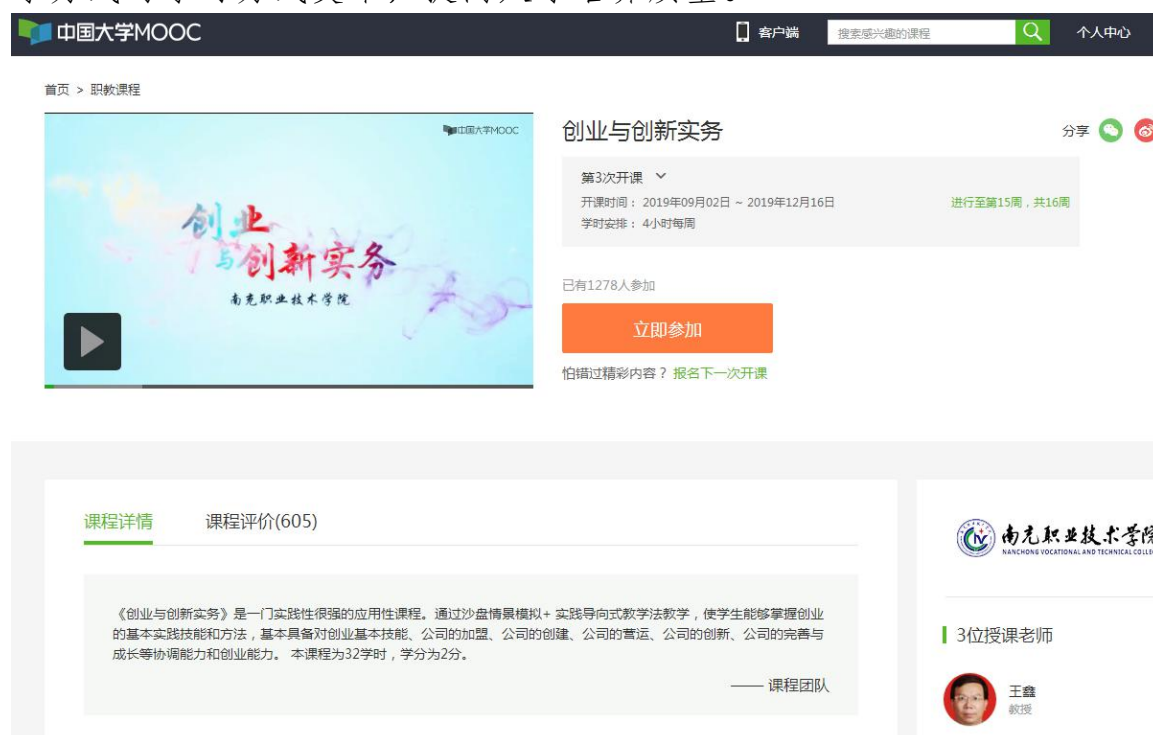 中国大学MOOC
客户端
搜索感兴趣的课程
个人中心
首页 > 职教课程
中国大学MOOC
创业
与创新实务
南充职业技术学院
创业与创新实务
分享
第3次开课
开课时间： 2019年09月02日 ~ 2019年12月16日
进行至第15周，共16周
学时安排： 4小时每周
已有1278人参加
立即参加
怕错过精彩内容？ 报名下一次开课
课程详情
课程评价(605)
《创业与创新实务》是一门实践性很强的应用性课程。通过沙盘情景模拟+ 实践导向式教学法教学，使学生能够掌握创业
的基本实践技能和方法，基本具备对创业基本技能、公司的加盟、公司的创建、公司的营运、公司的创新、公司的完善与
成长等协调能力和创业能力。 本课程为32学时，学分为2分。
—— 课程团队
南充职业技术学院
NANCHONG VOCATIONAL AND TECHNICAL COLLE
3位授课老师
王鑫
教授